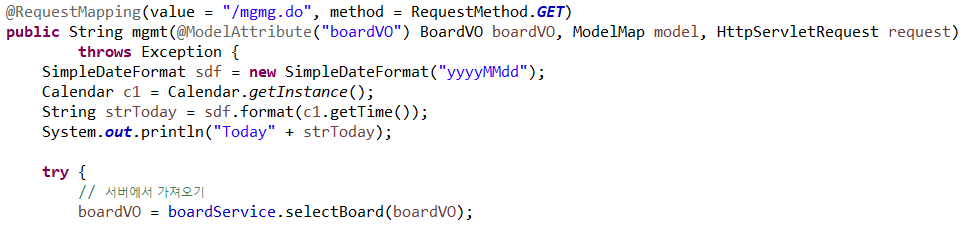 @RequestMapping(value = "/mgmg.do", method = RequestMethod.GET)
public String mgmt(@ModelAttribute("boardVO") BoardVO boardVO, ModelMap model, HttpServletRequest request)
throws Exception {
SimpleDateFormat sdf = new SimpleDateFormat("yyyyMMdd");
Calendar c1 = Calendar.getInstance();
String strToday = sdf.format(c1.getTime());
System.out.println("Today" + strToday);
try {
// 서버에서 가져오기
boardVO = boardService.selectBoard(boardVO);